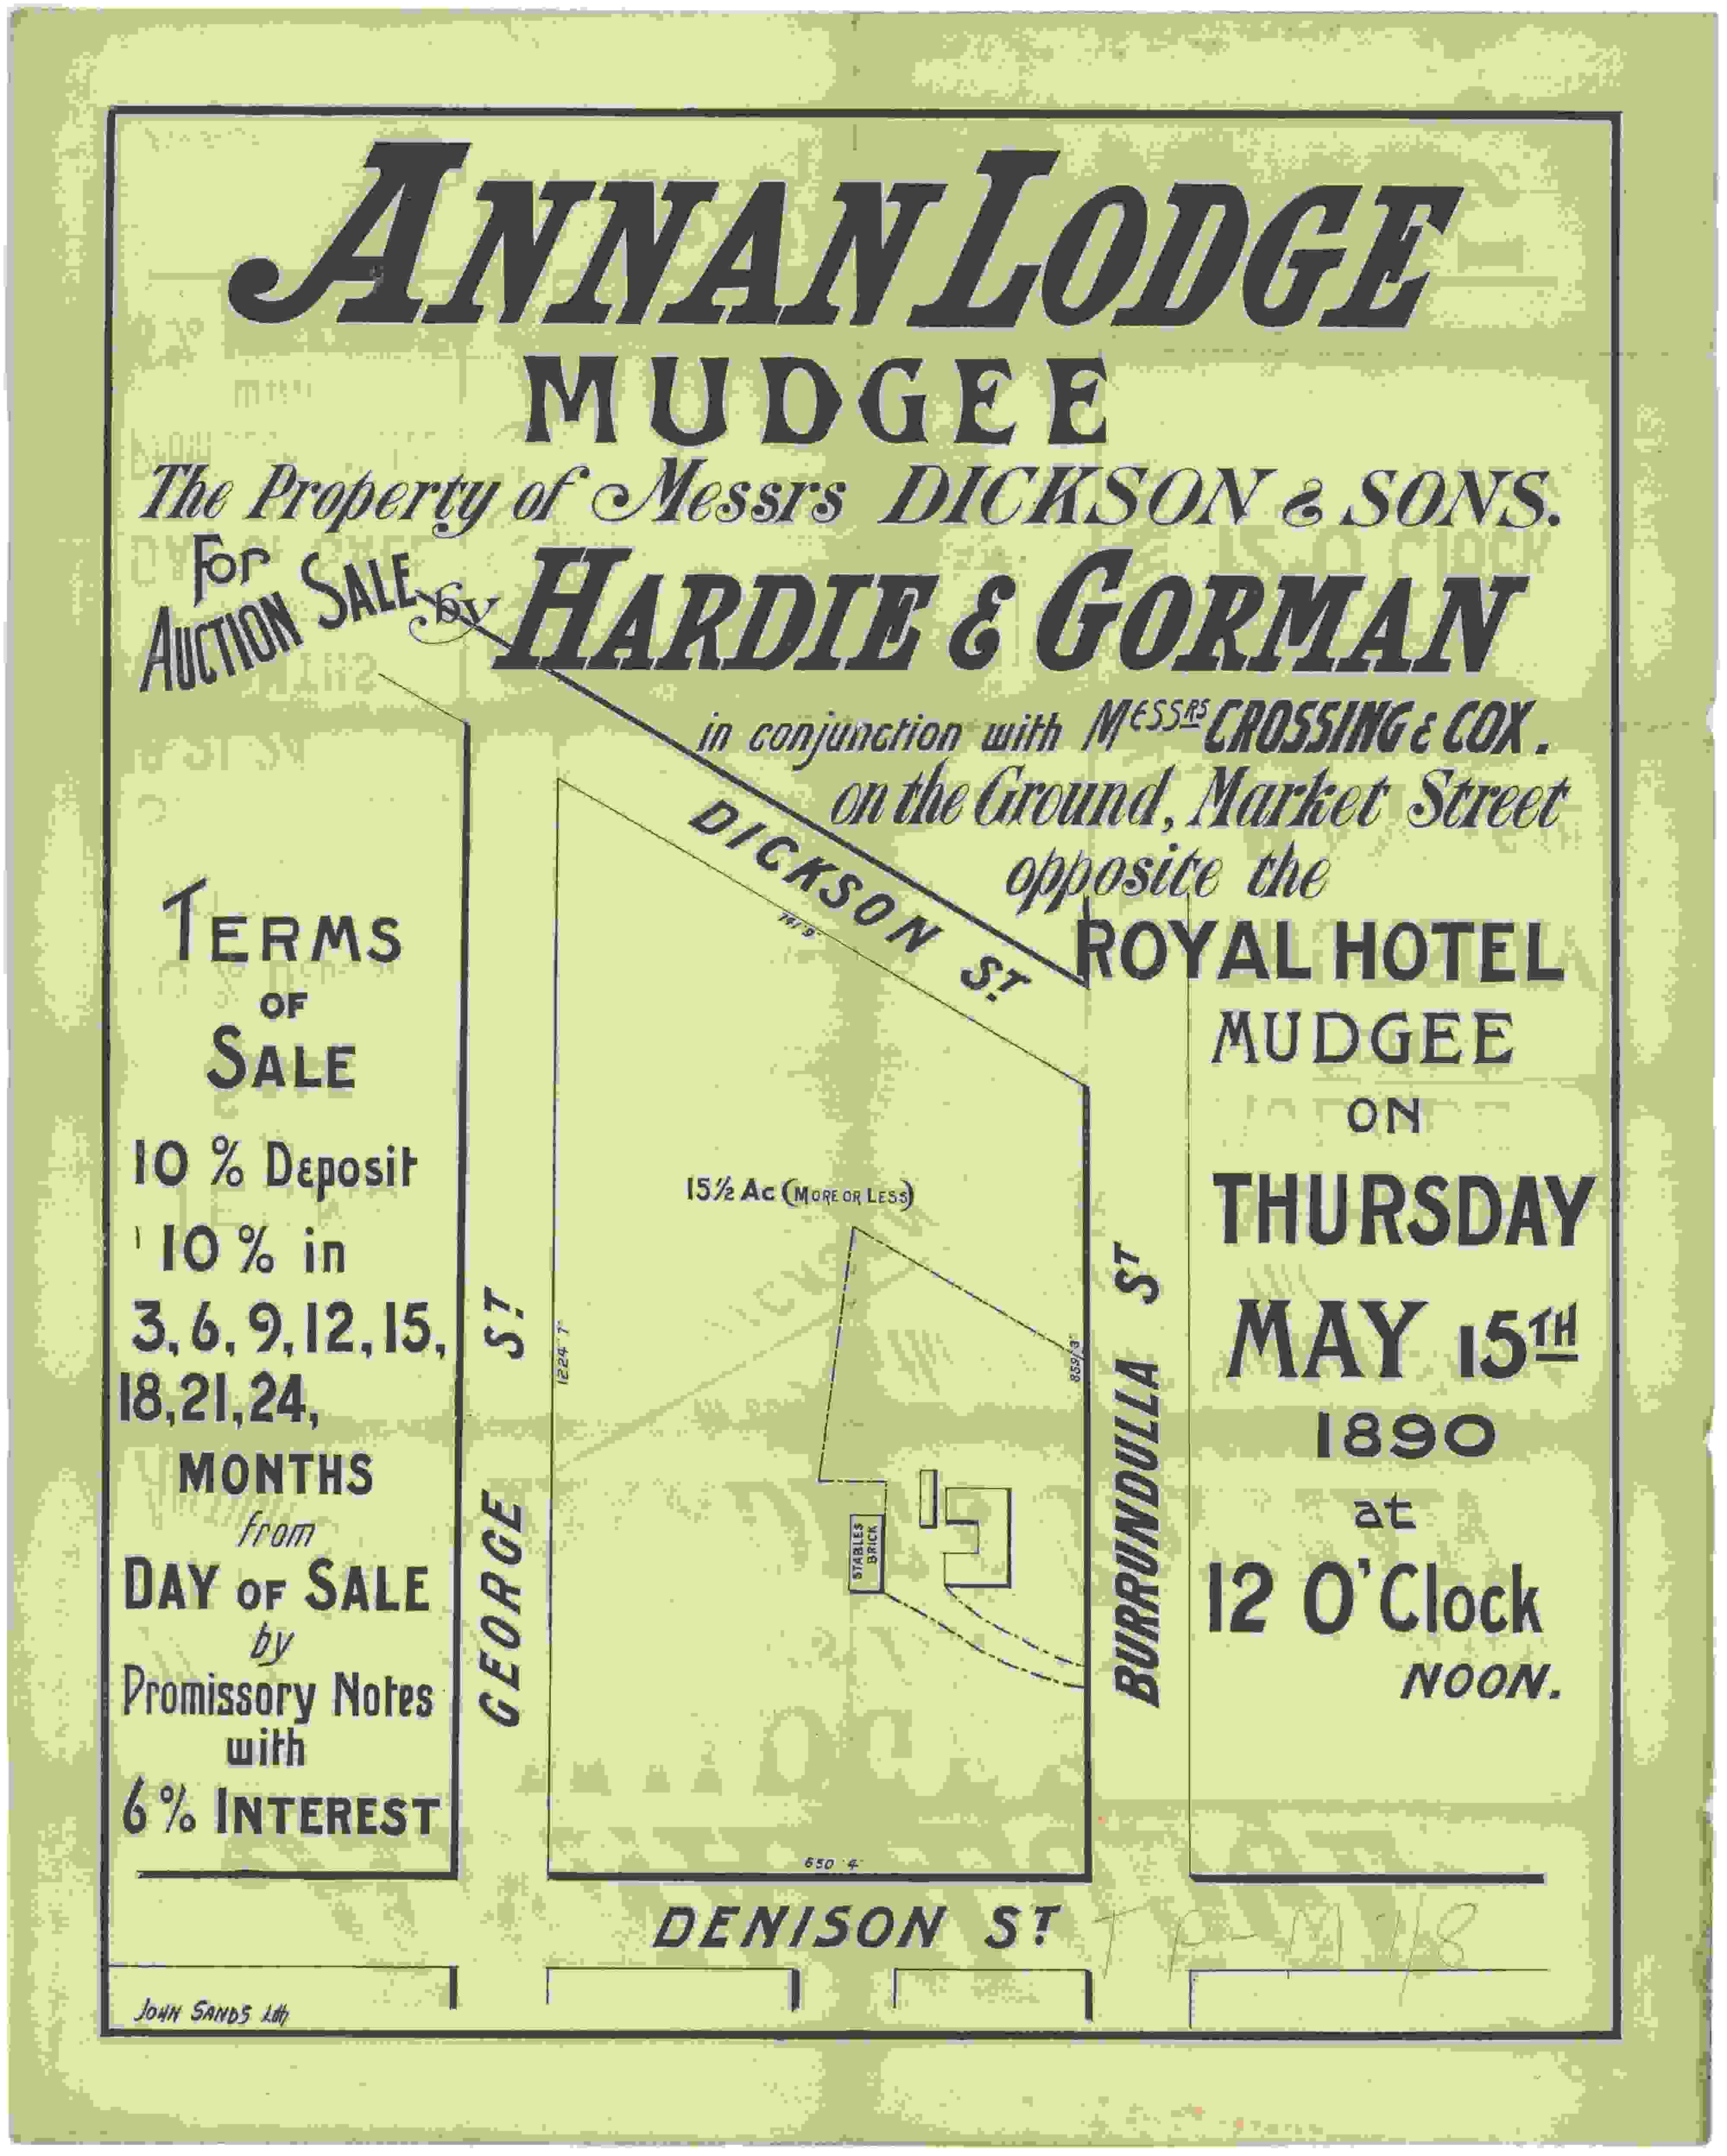 ANNAN LODGE
MUDGEE
The Property of Messrs DICKSON & SONS.
For
AUCTION SALE by HARDIE & GORMAN
in conjunction with MESSRS CROSSING & COX.
on the Ground, Market Street
opposite the
ROYAL HOTEL
MUDGEE
ON
THURSDAY
MAY 15TH
1890
at
12 O'Clock
NOON.
TERMS
OF
SALE
10 % Deposit
10 % in
3, 6, 9, 12, 15,
18, 21, 24,
MONTHS
from
DAY OF SALE
by
Promissory Notes
with
6% INTEREST
DICKSON ST
741' 9"
15½ Ac (MORE OR LESS)
GEORGE ST
1224' 7"
859' 3"
BURRUNDULLA ST
STABLES
BRICK
650' 4"
DENISON ST
JOHN SANDS Lith